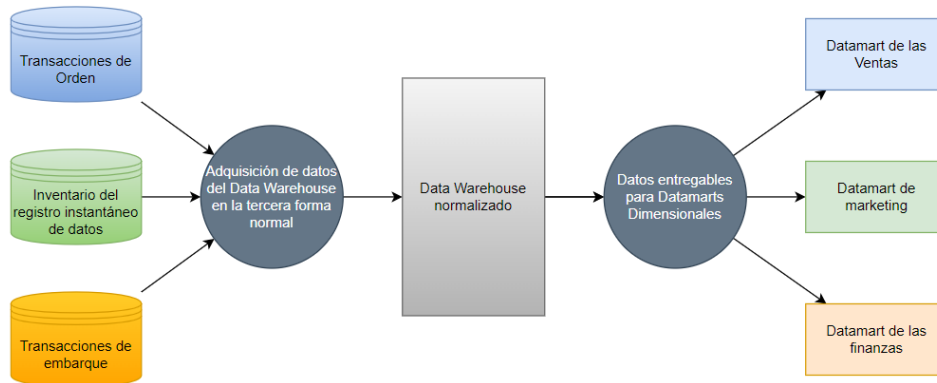 Transacciones de
Orden
Inventario del
registro instantáneo
de datos
Transacciones de
embarque
Adquisición de datos
del Data Warehouse
en la tercera forma
normal
Data Warehouse
normalizado
Datos entregables
para Datamarts
Dimensionales
Datamart de las
Ventas
Datamart de
marketing
Datamart de las
finanzas